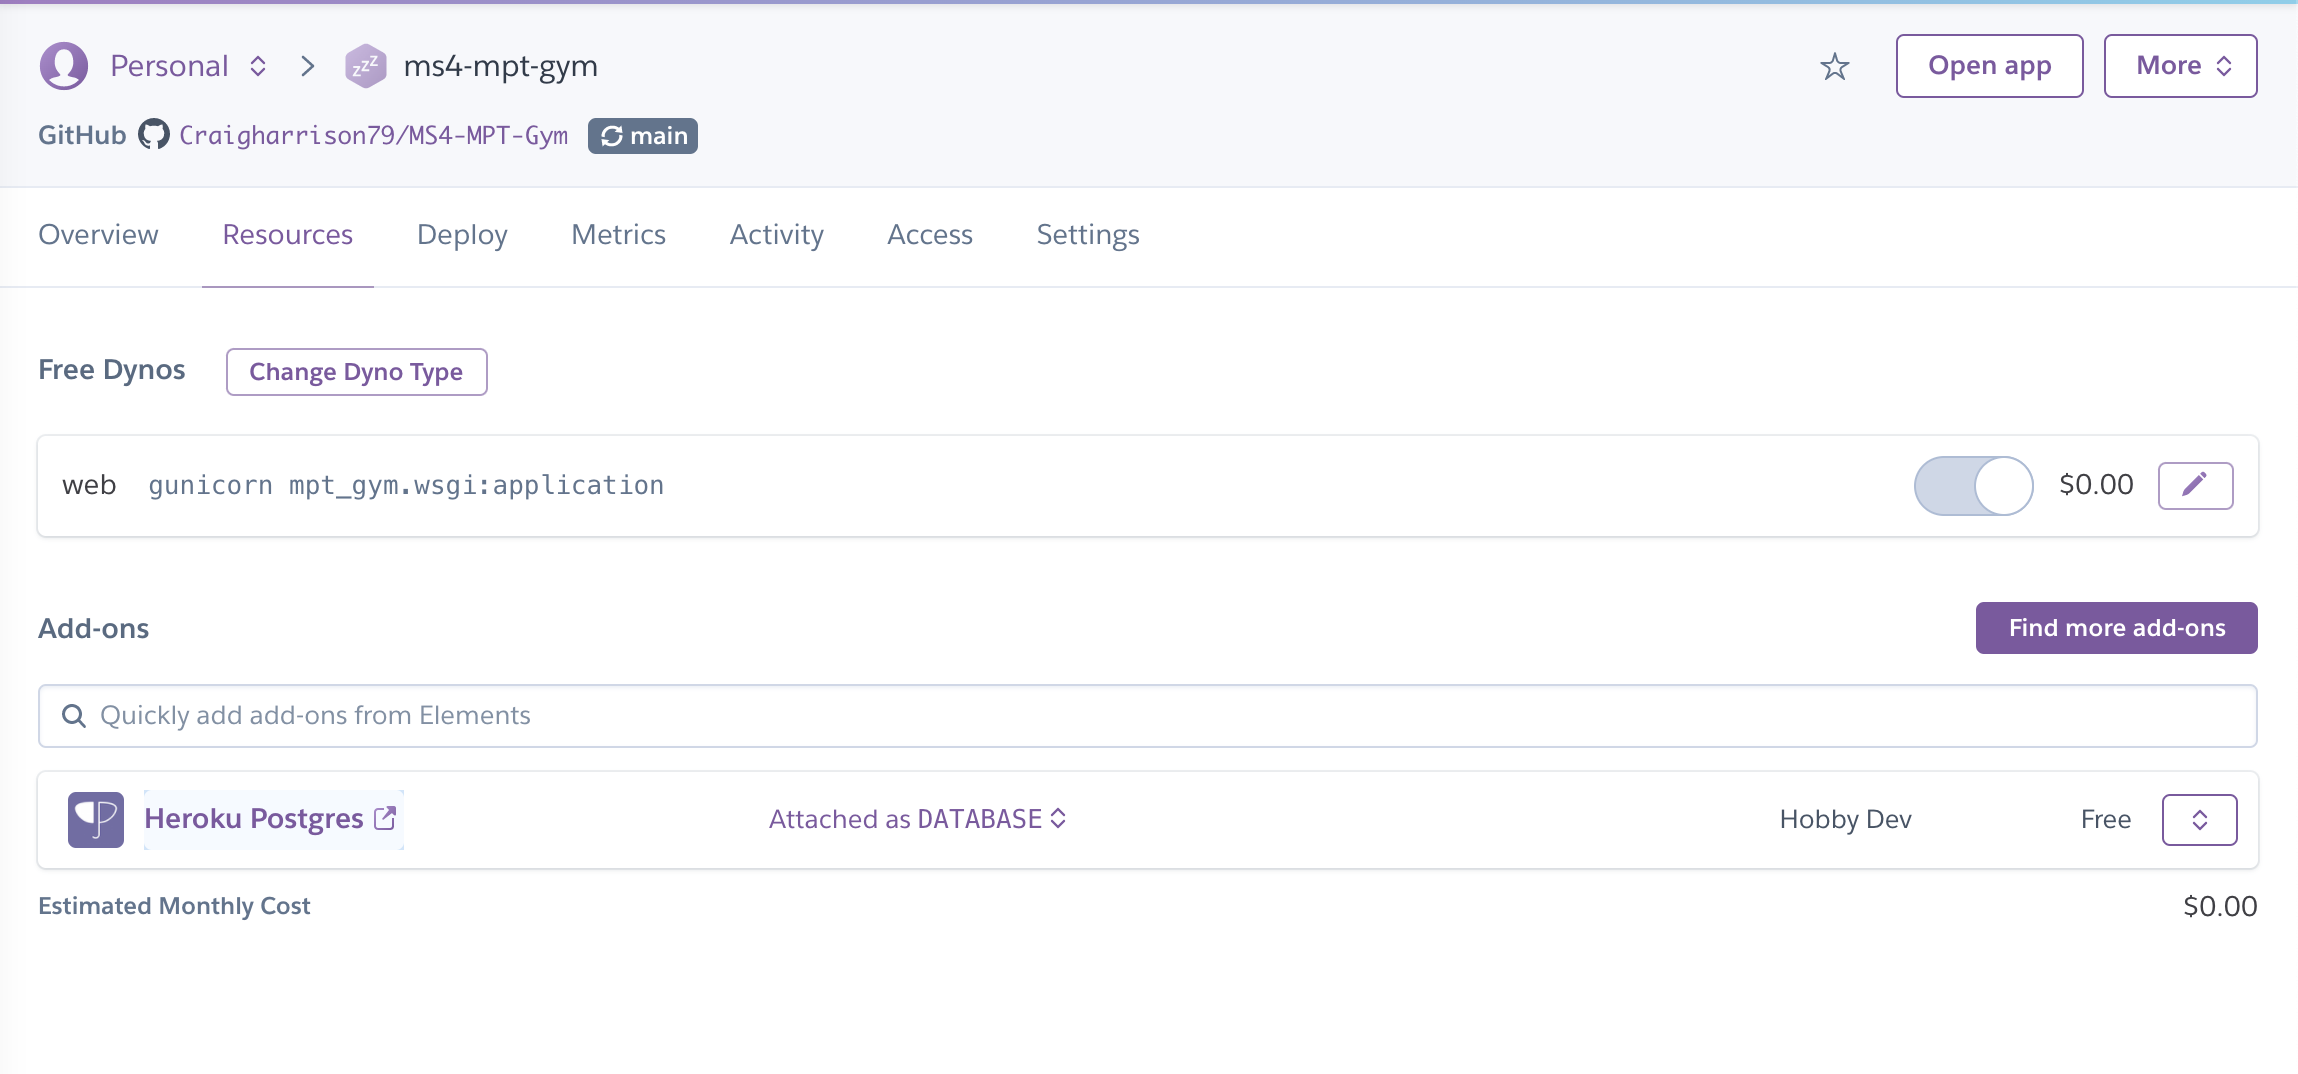 Personal > zzz ms4-mpt-gym Open app More
GitHub Craigharrison79/MS4-MPT-Gym main
Overview Resources Deploy Metrics Activity Access Settings
Free Dynos Change Dyno Type
web gunicorn mpt_gym.wsgi:application $0.00
Add-ons Find more add-ons
Quickly add add-ons from Elements
Heroku Postgres Attached as DATABASE Hobby Dev Free
Estimated Monthly Cost $0.00